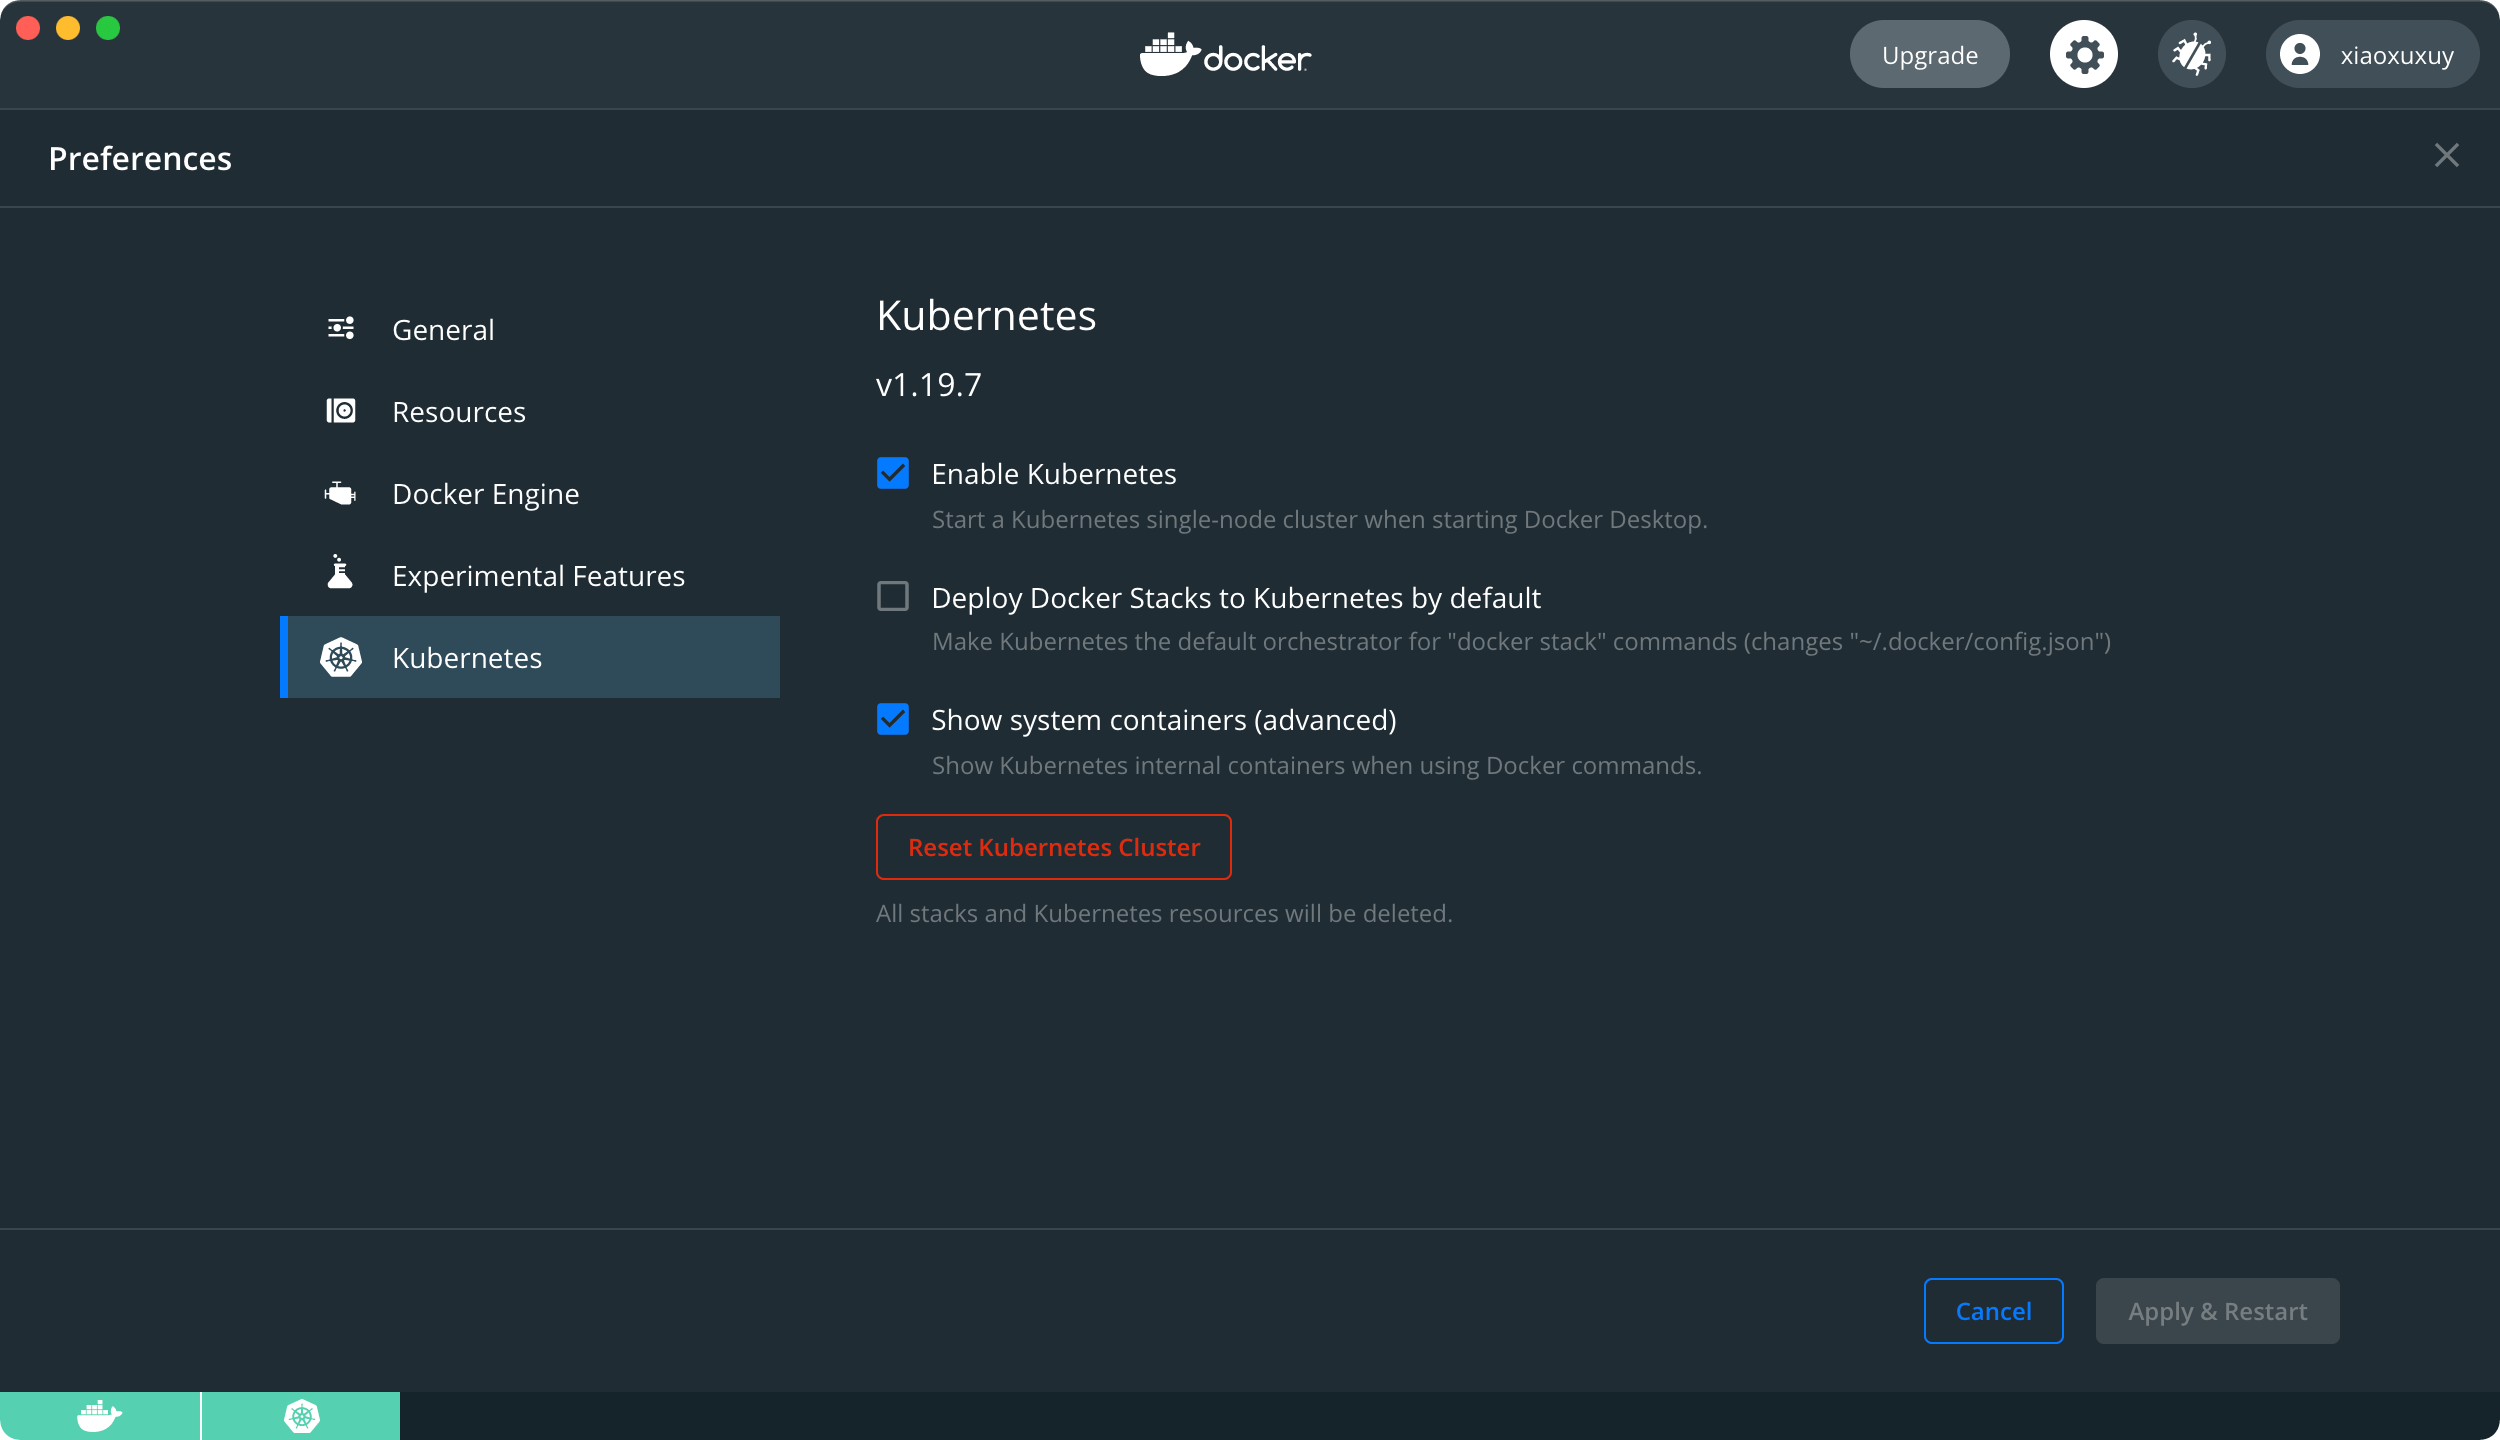 docker
Upgrade
xiaoxuxuy
Preferences
General
Resources
Docker Engine
Experimental Features
Kubernetes
Kubernetes
v1.19.7
Enable Kubernetes
Start a Kubernetes single-node cluster when starting Docker Desktop.
Deploy Docker Stacks to Kubernetes by default
Make Kubernetes the default orchestrator for "docker stack" commands (changes "~/.docker/config.json")
Show system containers (advanced)
Show Kubernetes internal containers when using Docker commands.
Reset Kubernetes Cluster
All stacks and Kubernetes resources will be deleted.
Cancel
Apply & Restart